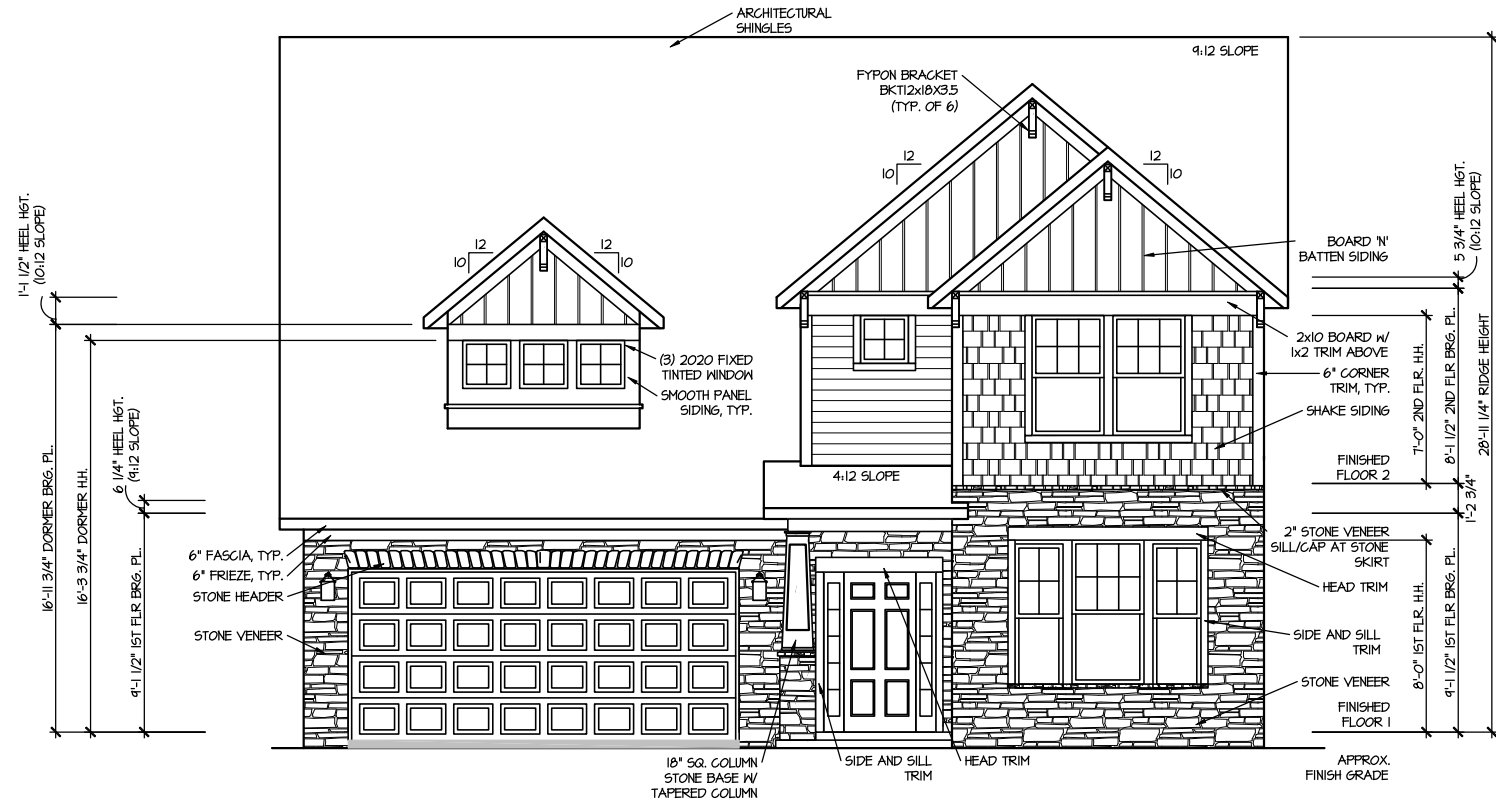 ARCHITECTURAL
SHINGLES
9:12 SLOPE
FYPON BRACKET
BKT12x18X3.5
(TYP. OF 6)
12
10
12
10
12
10
12
10
BOARD 'N'
BATTEN SIDING
2x10 BOARD W/
1x2 TRIM ABOVE
6" CORNER
TRIM, TYP.
SHAKE SIDING
FINISHED
FLOOR 2
(3) 2020 FIXED
TINTED WINDOW
SMOOTH PANEL
SIDING, TYP.
4:12 SLOPE
6" FASCIA, TYP.
6" FRIEZE, TYP.
STONE HEADER
STONE VENEER
2" STONE VENEER
SILL/CAP AT STONE
SKIRT
HEAD TRIM
SIDE AND SILL
TRIM
STONE VENEER
FINISHED
FLOOR 1
18" SQ. COLUMN
STONE BASE W/
TAPERED COLUMN
SIDE AND SILL
TRIM
HEAD TRIM
APPROX.
FINISH GRADE
1'-1 1/2" HEEL HGT.
(10:12 SLOPE)
16'-11 3/4" DORMER BRG. PL.
16'-3 3/4" DORMER H.H.
6 1/4" HEEL HGT.
(9:12 SLOPE)
9'-1 1/2" 1ST FLR BRG. PL.
5 3/4" HEEL HGT.
(10:12 SLOPE)
7'-0" 2ND FLR. H.H.
8'-1 1/2" 2ND FLR BRG. PL.
28'-11 1/4" RIDGE HEIGHT
1'-2 3/4"
8'-0" 1ST FLR. H.H.
9'-1 1/2" 1ST FLR BRG. PL.